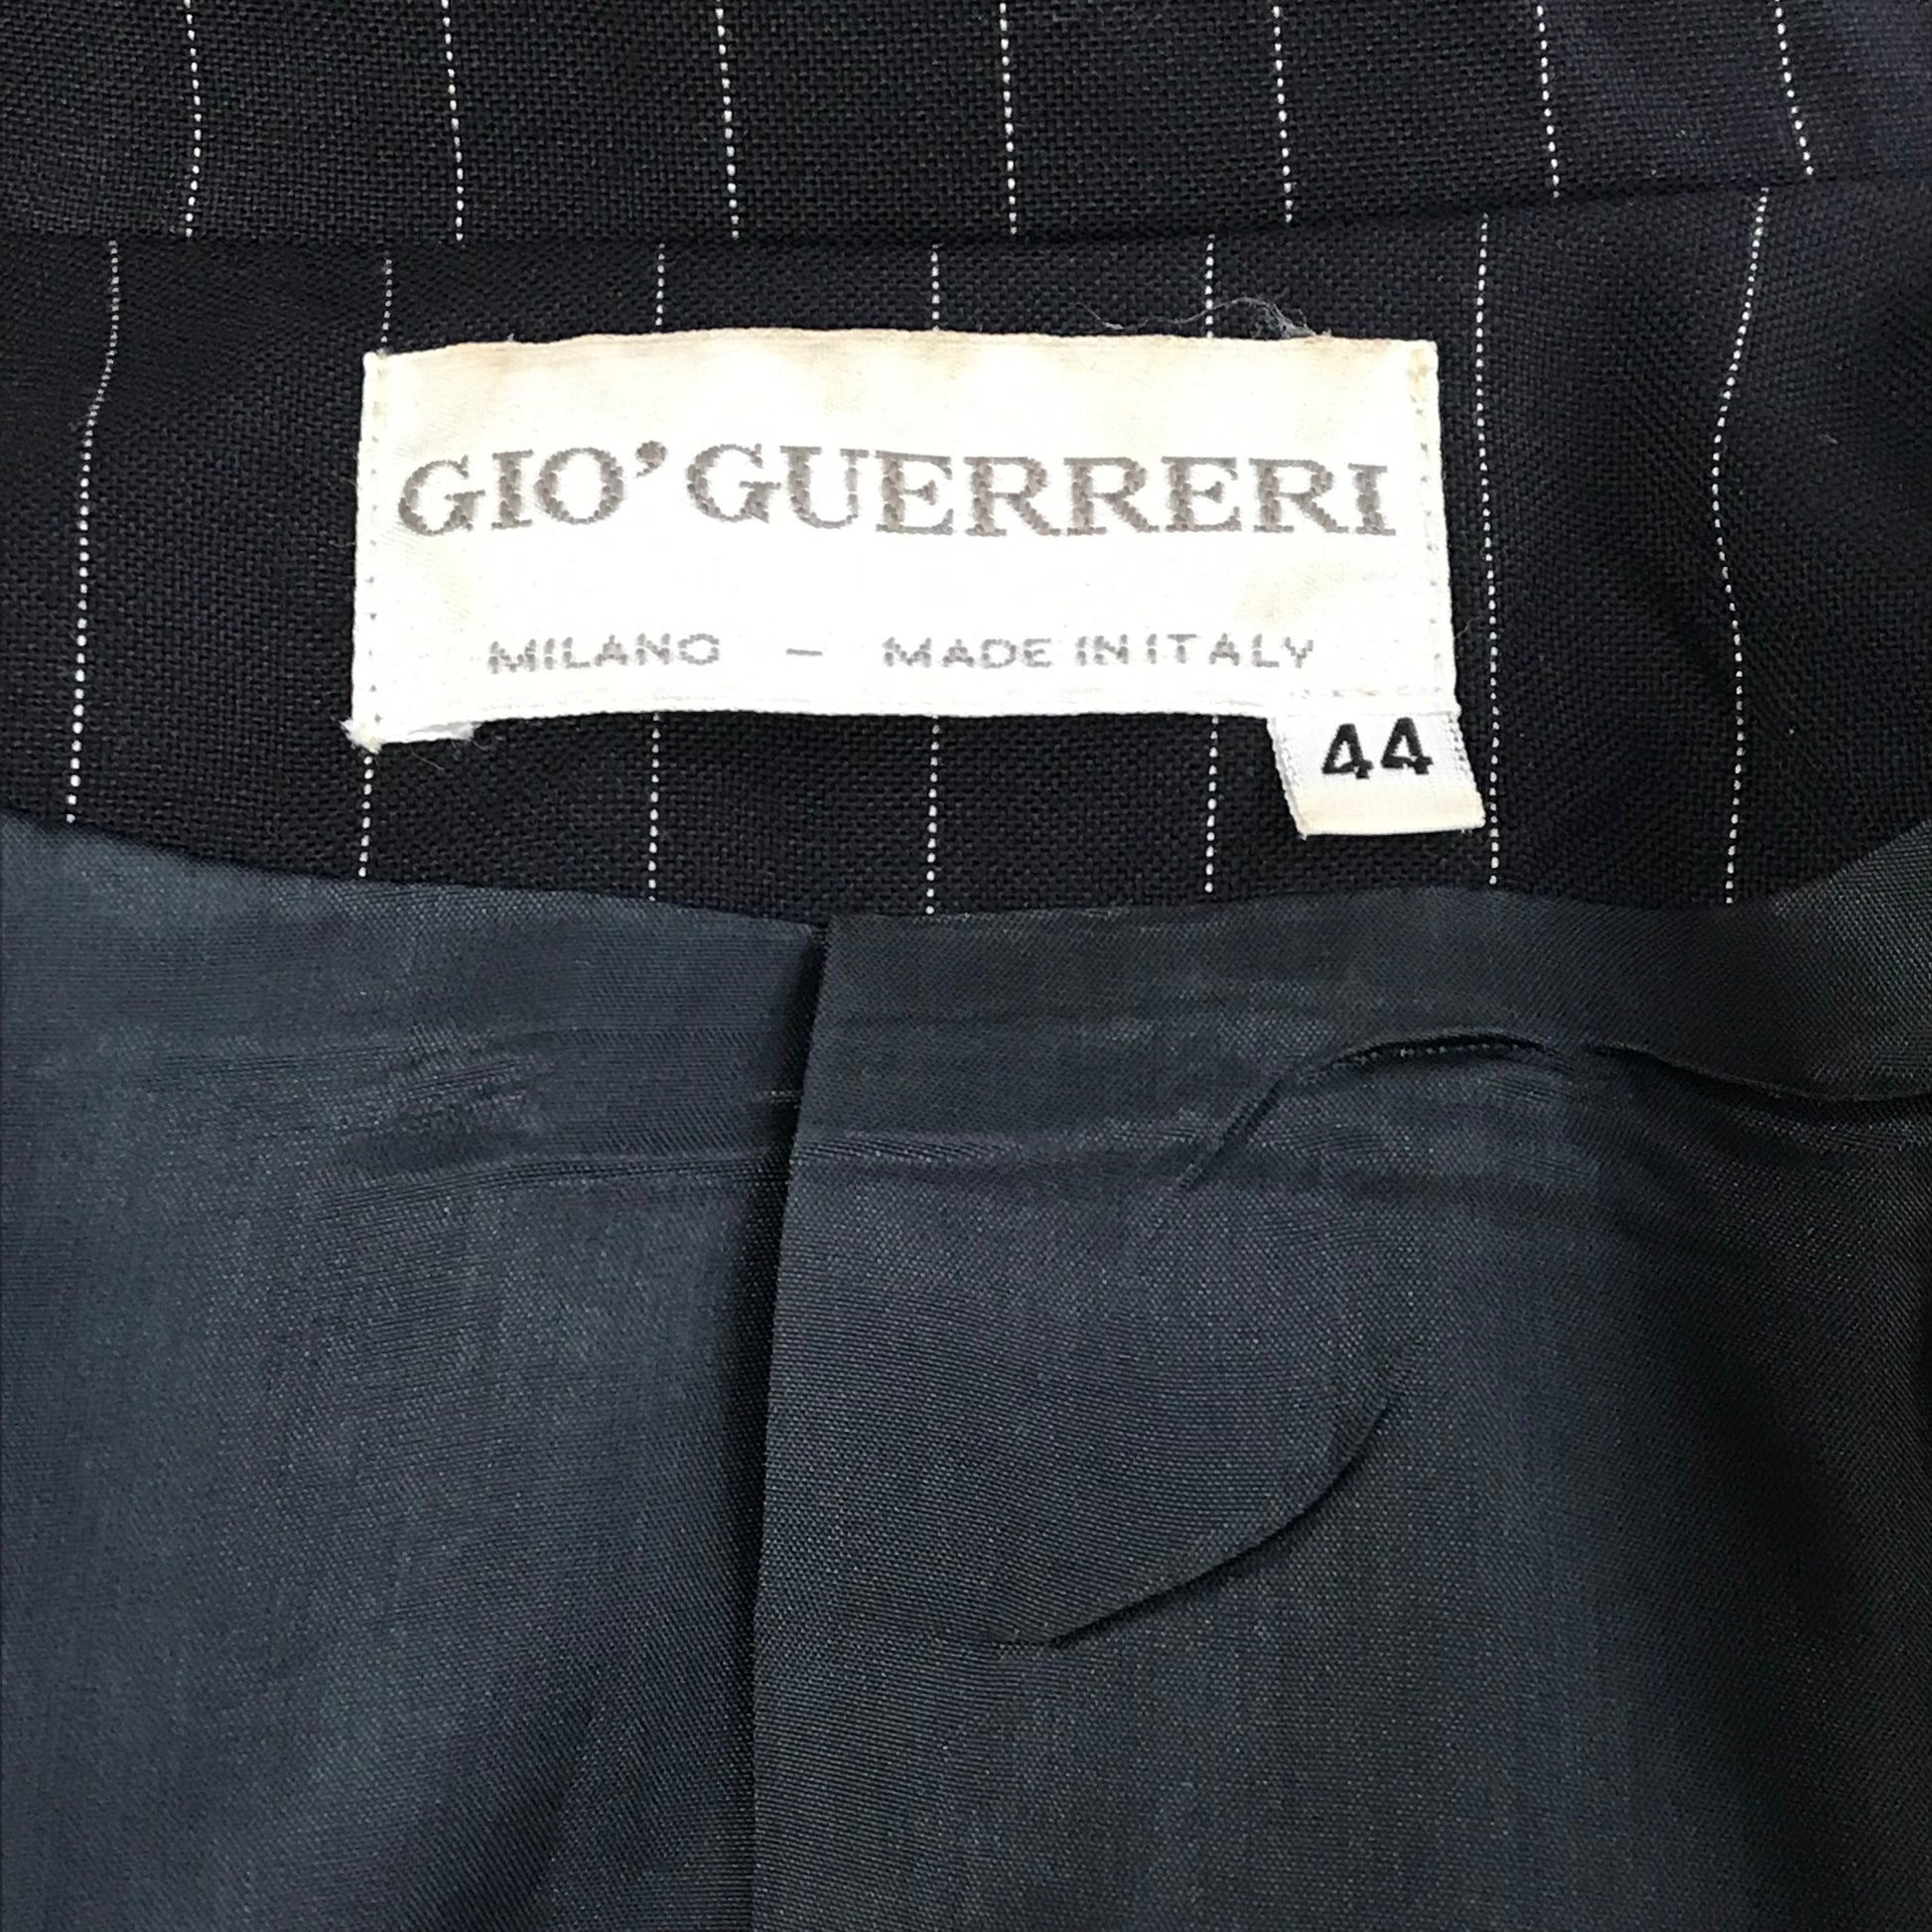 GIO' GUERRERI
MILANO – MADE IN ITALY
44